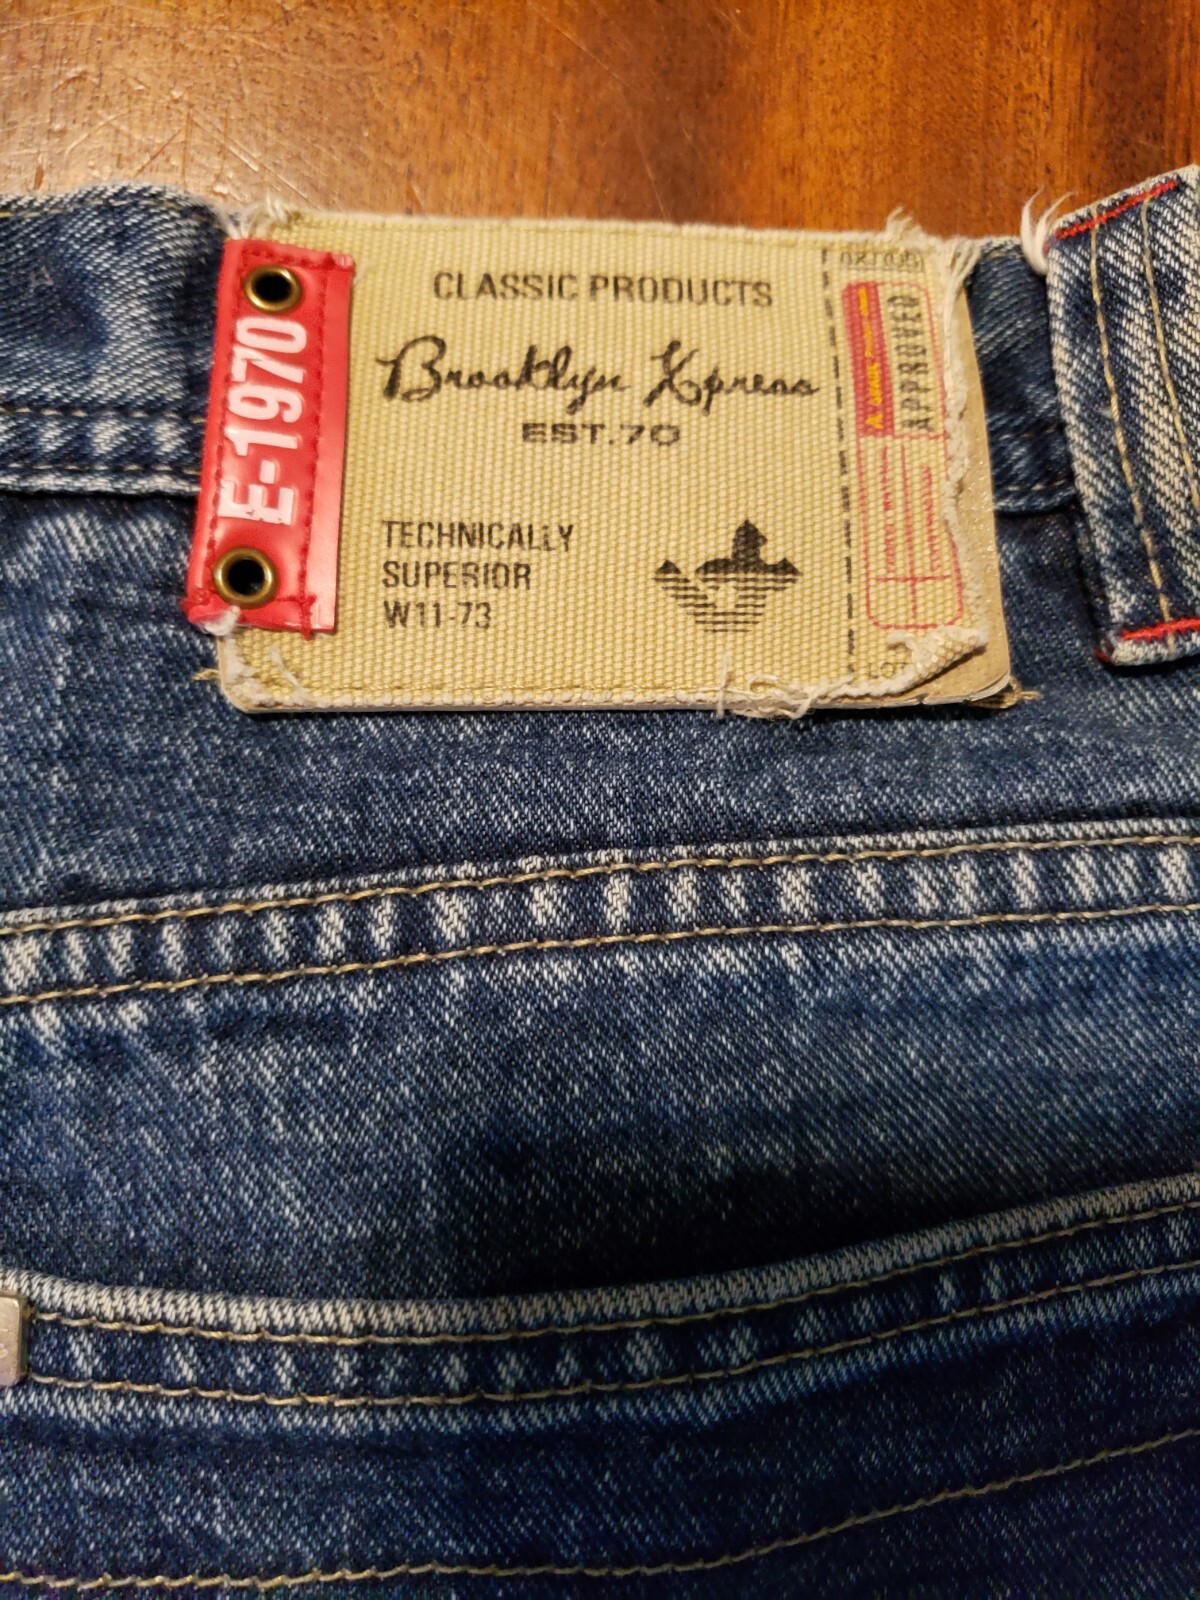 E-1970
CLASSIC PRODUCTS
Brooklyn Xpress
EST.70
TECHNICALLY
SUPERIOR
W11-73
APPROVED